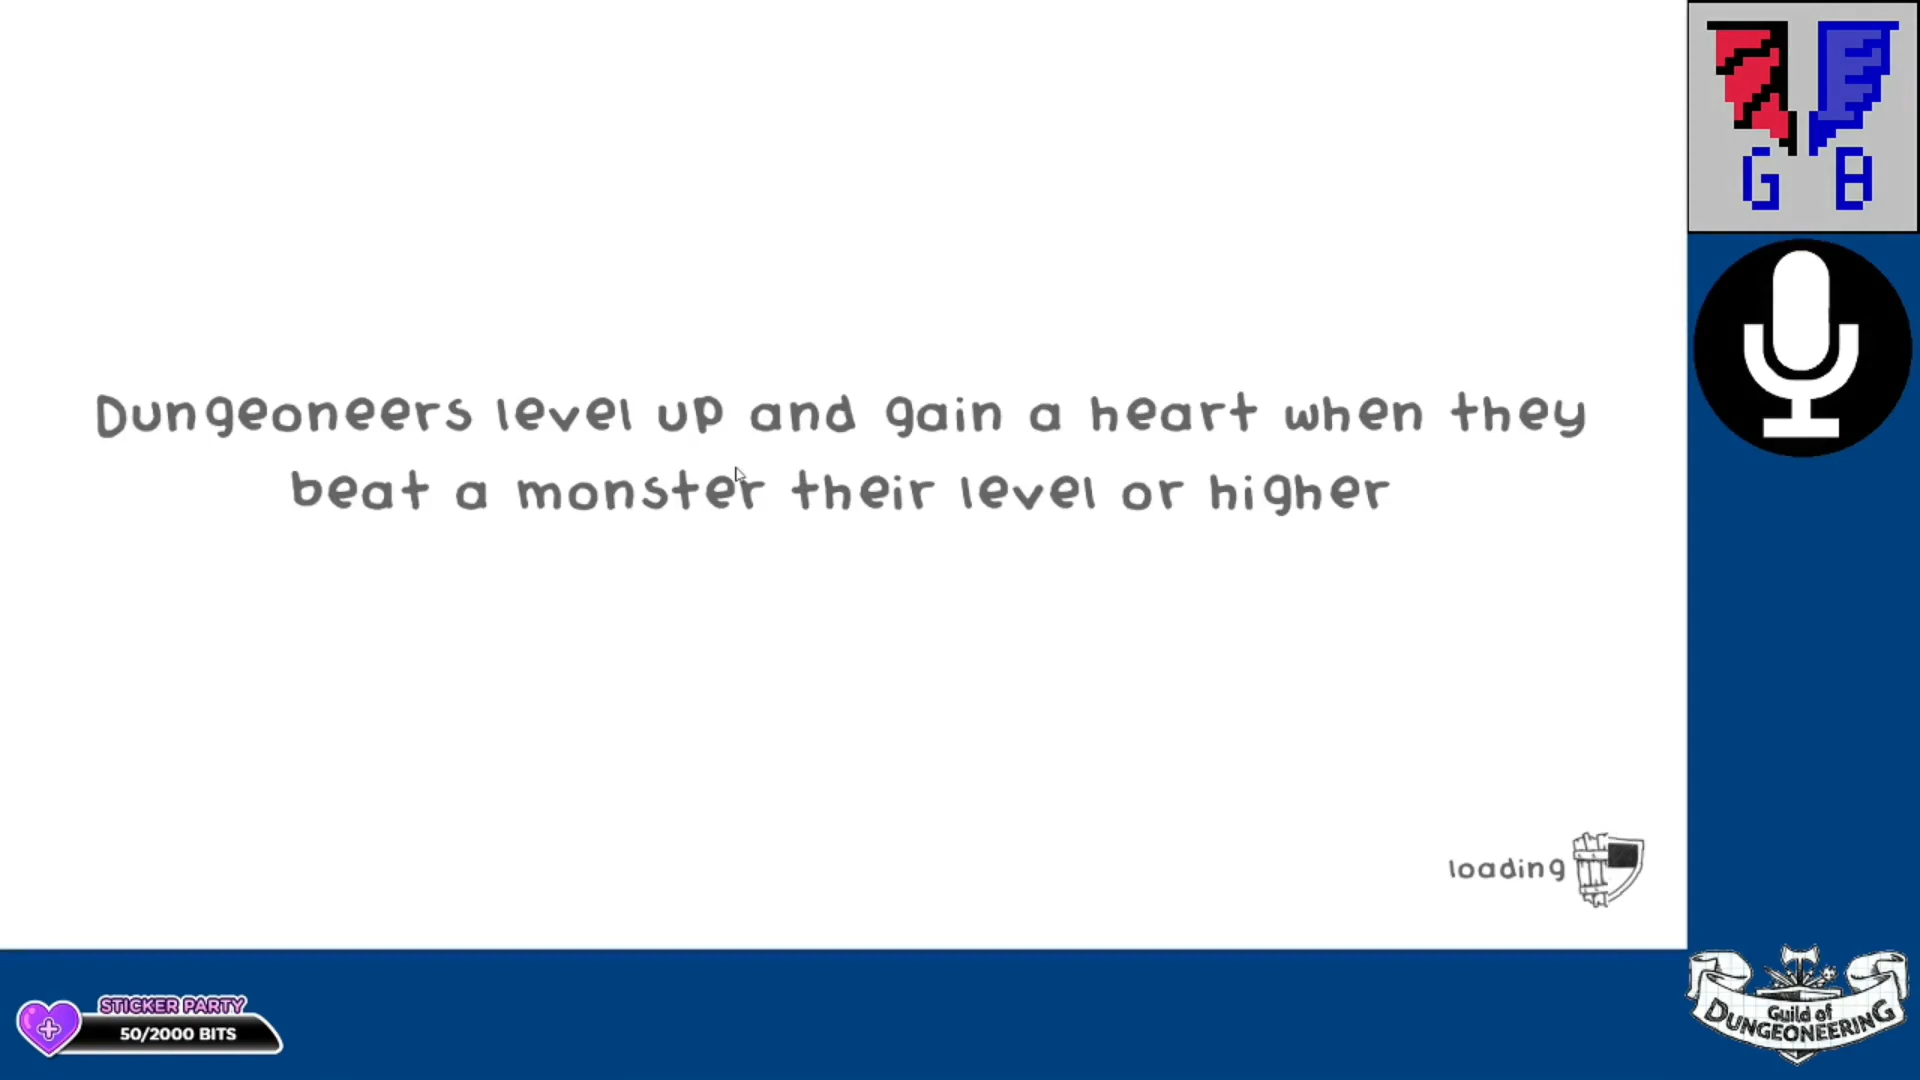 G B
Dungeoneers level up and gain a heart when they
beat a monster their level or higher
loading
STICKER PARTY
50/2000 BITS
Guild of
DUNGEONEERING